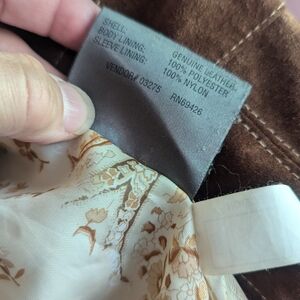 SHELL: GENUINE LEATHER
BODY LINING: 100% POLYESTER
SLEEVE LINING: 100% NYLON
VENDOR# 03275 RN69426